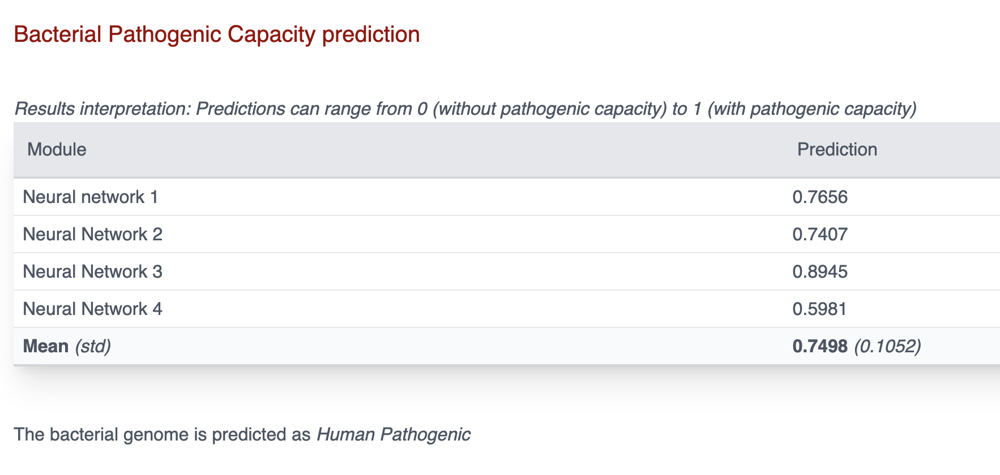 Bacterial Pathogenic Capacity prediction
Results interpretation: Predictions can range from 0 (without pathogenic capacity) to 1 (with pathogenic capacity)
Module Prediction
Neural network 1 0.7656
Neural Network 2 0.7407
Neural Network 3 0.8945
Neural Network 4 0.5981
Mean (std) 0.7498 (0.1052)
The bacterial genome is predicted as Human Pathogenic